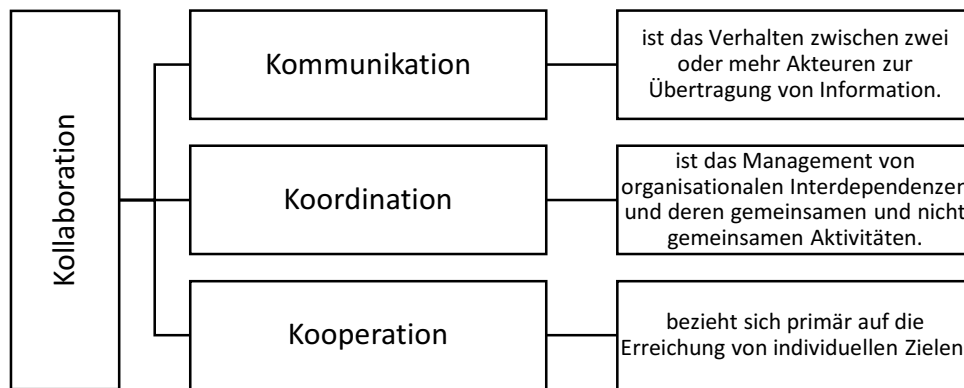 Kollaboration
Kommunikation
ist das Verhalten zwischen zwei
oder mehr Akteuren zur
Übertragung von Information.
Koordination
ist das Management von
organisationalen Interdependenzen
und deren gemeinsamen und nicht
gemeinsamen Aktivitäten.
Kooperation
bezieht sich primär auf die
Erreichung von individuellen Zielen